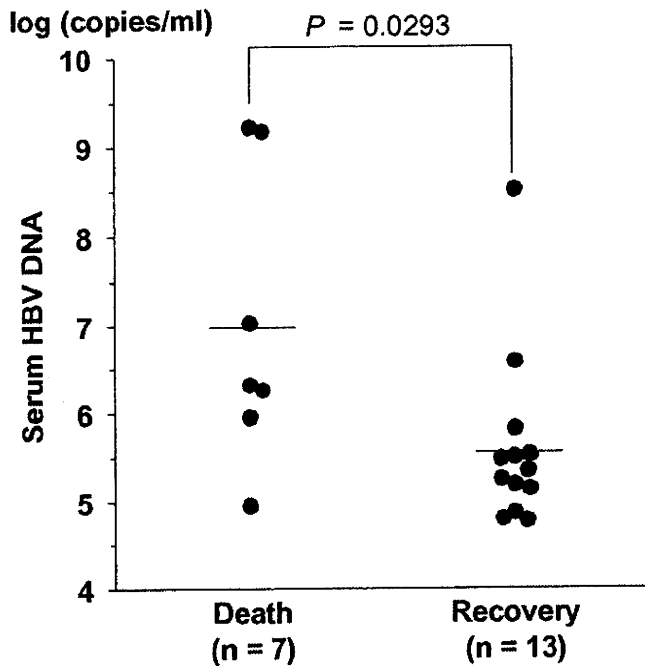 log (copies/ml)
P = 0.0293
10
9
8
7
6
5
4
Serum HBV DNA
Death
(n = 7)
Recovery
(n = 13)